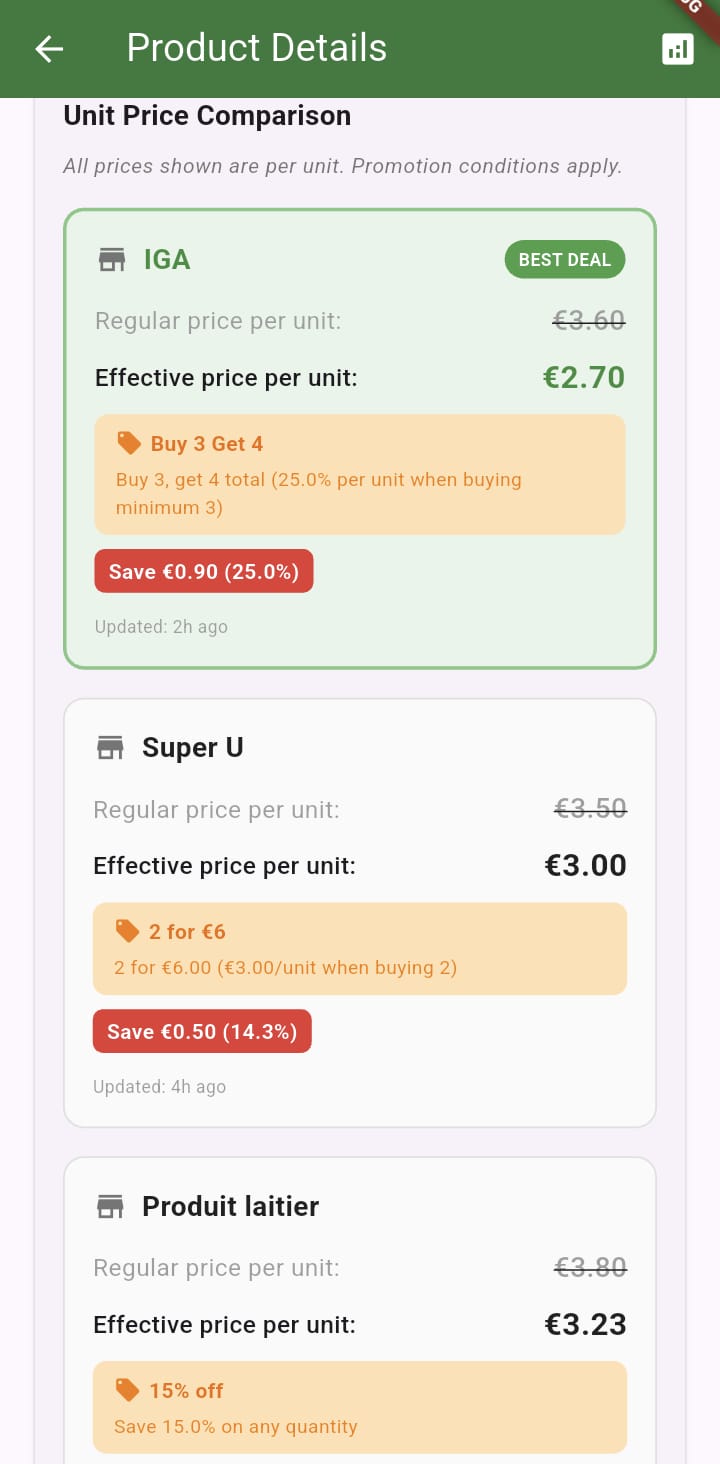 Product Details
Unit Price Comparison
All prices shown are per unit. Promotion conditions apply.
IGA
BEST DEAL
Regular price per unit:
€3.60
Effective price per unit:
€2.70
Buy 3 Get 4
Buy 3, get 4 total (25.0% per unit when buying
minimum 3)
Save €0.90 (25.0%)
Updated: 2h ago
Super U
Regular price per unit:
€3.50
Effective price per unit:
€3.00
2 for €6
2 for €6.00 (€3.00/unit when buying 2)
Save €0.50 (14.3%)
Updated: 4h ago
Produit laitier
Regular price per unit:
€3.80
Effective price per unit:
€3.23
15% off
Save 15.0% on any quantity